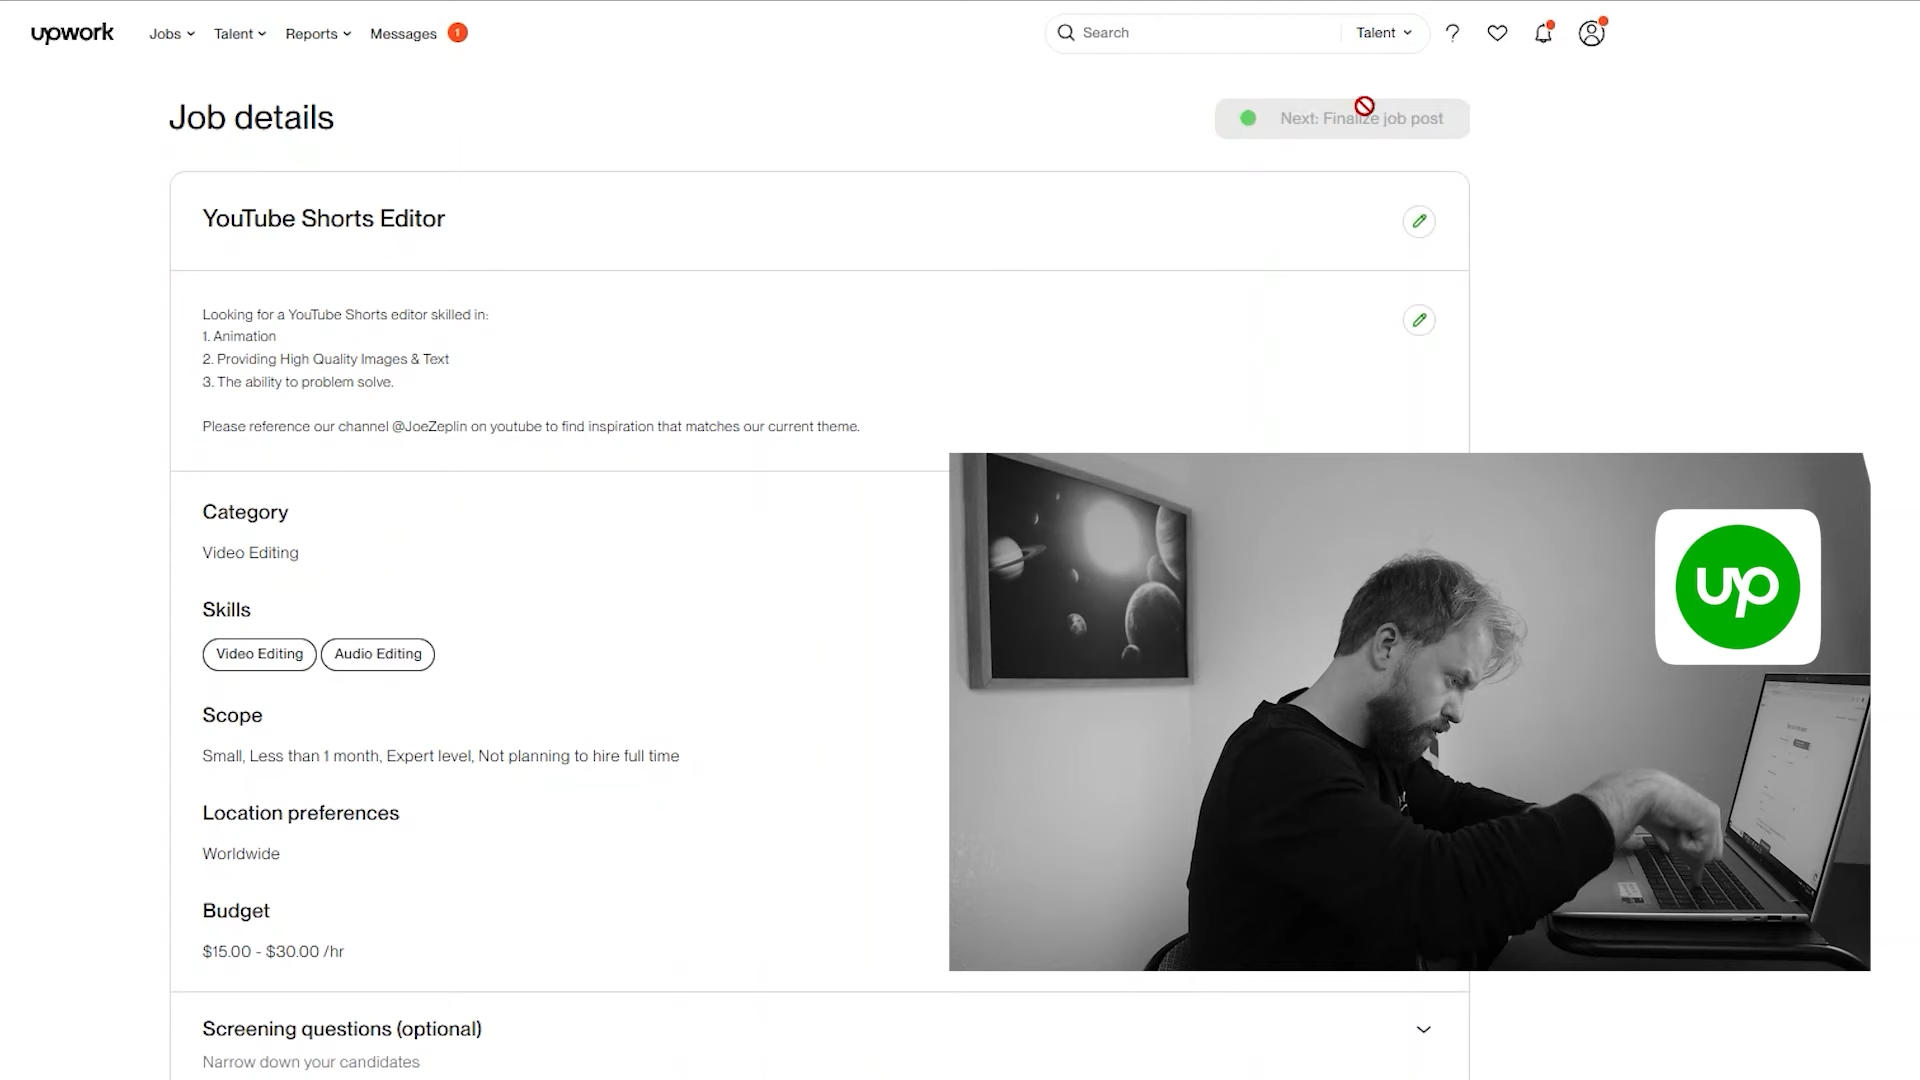 upwork
Jobs
Talent
Reports
Messages
1
Search
Talent
Job details
Next: Finalize job post
YouTube Shorts Editor
Looking for a YouTube Shorts editor skilled in:
1. Animation
2. Providing High Quality Images & Text
3. The ability to problem solve.
Please reference our channel @JoeZeplin on youtube to find inspiration that matches our current theme.
Category
Video Editing
Skills
Video Editing
Audio Editing
Scope
Small, Less than 1 month, Expert level, Not planning to hire full time
Location preferences
Worldwide
Budget
$15.00 - $30.00 /hr
Screening questions (optional)
Narrow down your candidates
up